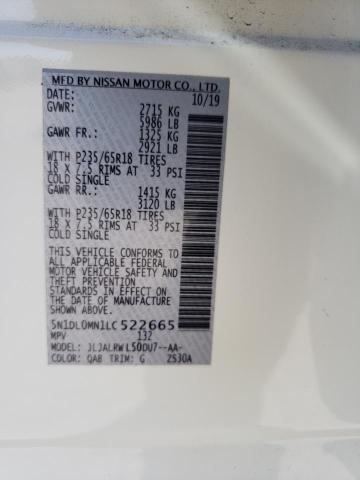 MFD BY NISSAN MOTOR CO., LTD.
DATE: 10/19
GVWR: 2715 KG
5986 LB
GAWR FR: 1325 KG
2921 LB
WITH P235/65R18 TIRES
18 X 7.5 RIMS AT 33 PSI
COLD SINGLE
GAWR RR: 1415 KG
3120 LB
WITH P235/65R18 TIRES
18 X 7.5 RIMS AT 33 PSI
COLD SINGLE
THIS VEHICLE CONFORMS TO
ALL APPLICABLE FEDERAL
MOTOR VEHICLE SAFETY AND
THEFT PREVENTION
STANDARDS IN EFFECT ON
THE DATE OF MANUFACTURE
SHOWN ABOVE.
5N1DL0MN1LC522665
MPV 132
MODEL: JLJALRWL50DU7--AA-
COLOR: QAB TRIM: G ZS30A